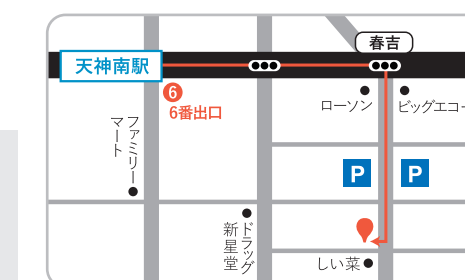 春吉
天神南駅
6
6番出口
ローソン
ビッグエコー
ファミリー
マート
P
P
ドラッグ
新星堂
しい菜